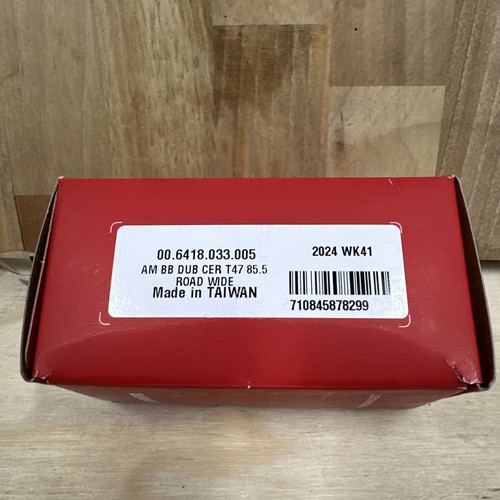 00.6418.033.005
2024 WK41
AM BB DUB CER T47 85.5
ROAD WIDE
Made in TAIWAN
710845878299